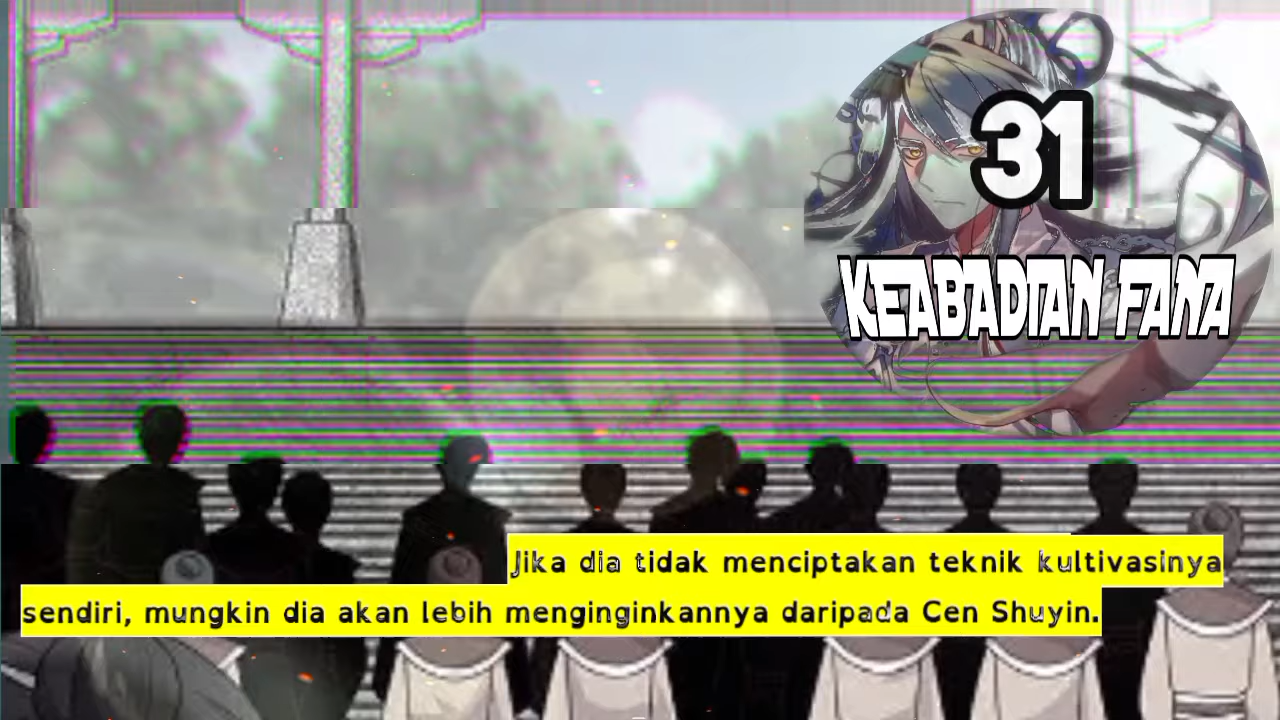 31
KEABADIAN FANA
Jika dia tidak menciptakan teknik kultivasinya
sendiri, mungkin dia akan lebih menginginkannya daripada Cen Shuyin.